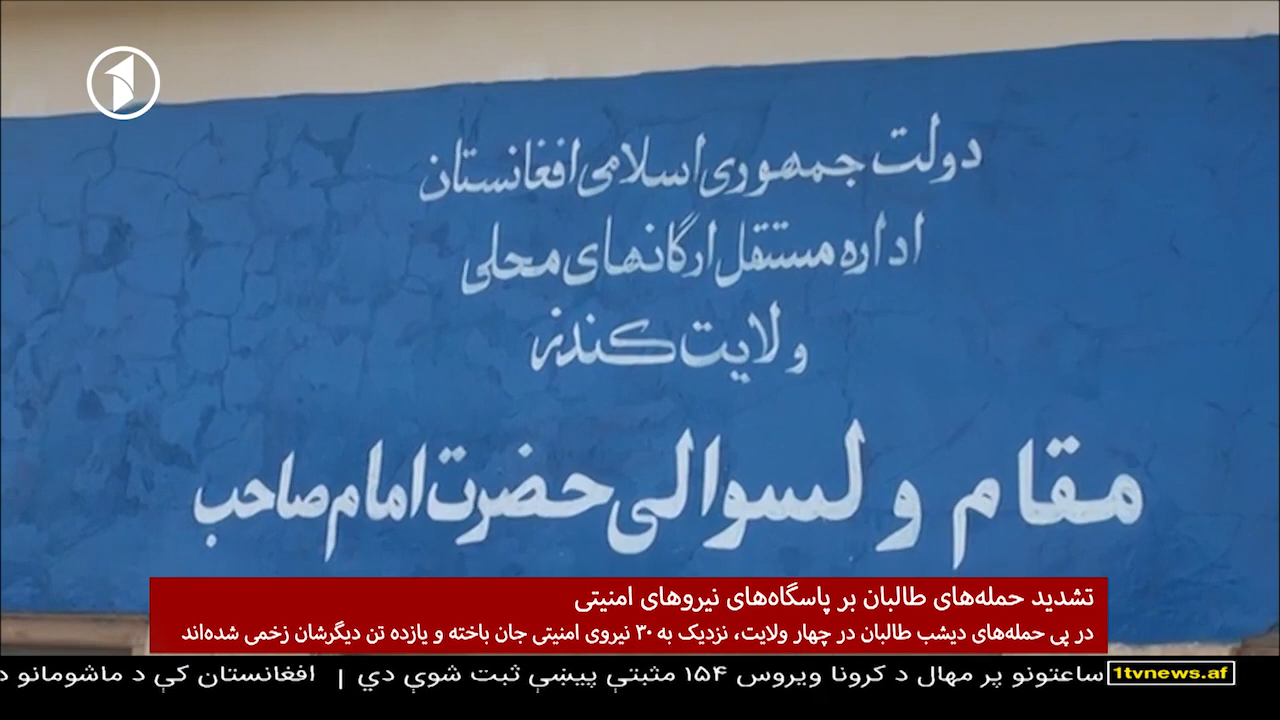 دولت جمهوری اسلامی افغانستان
اداره مستقل ارگانهای محلی
ولایت کندز
مقام ولسوالی حضرت امام صاحب
تشدید حمله‌های طالبان بر پاسگاه‌های نیروهای امنیتی
در پی حمله‌های دیشب طالبان در چهار ولایت، نزدیک به ۳۰ نیروی امنیتی جان باخته و یازده تن دیگرشان زخمی شده‌اند
1tvnews.af ساعتونو پر مهال د کرونا ویروس ۱۵۴ مثبتې پیښې ثبت شوې دي | افغانستان کې د ماشومانو د